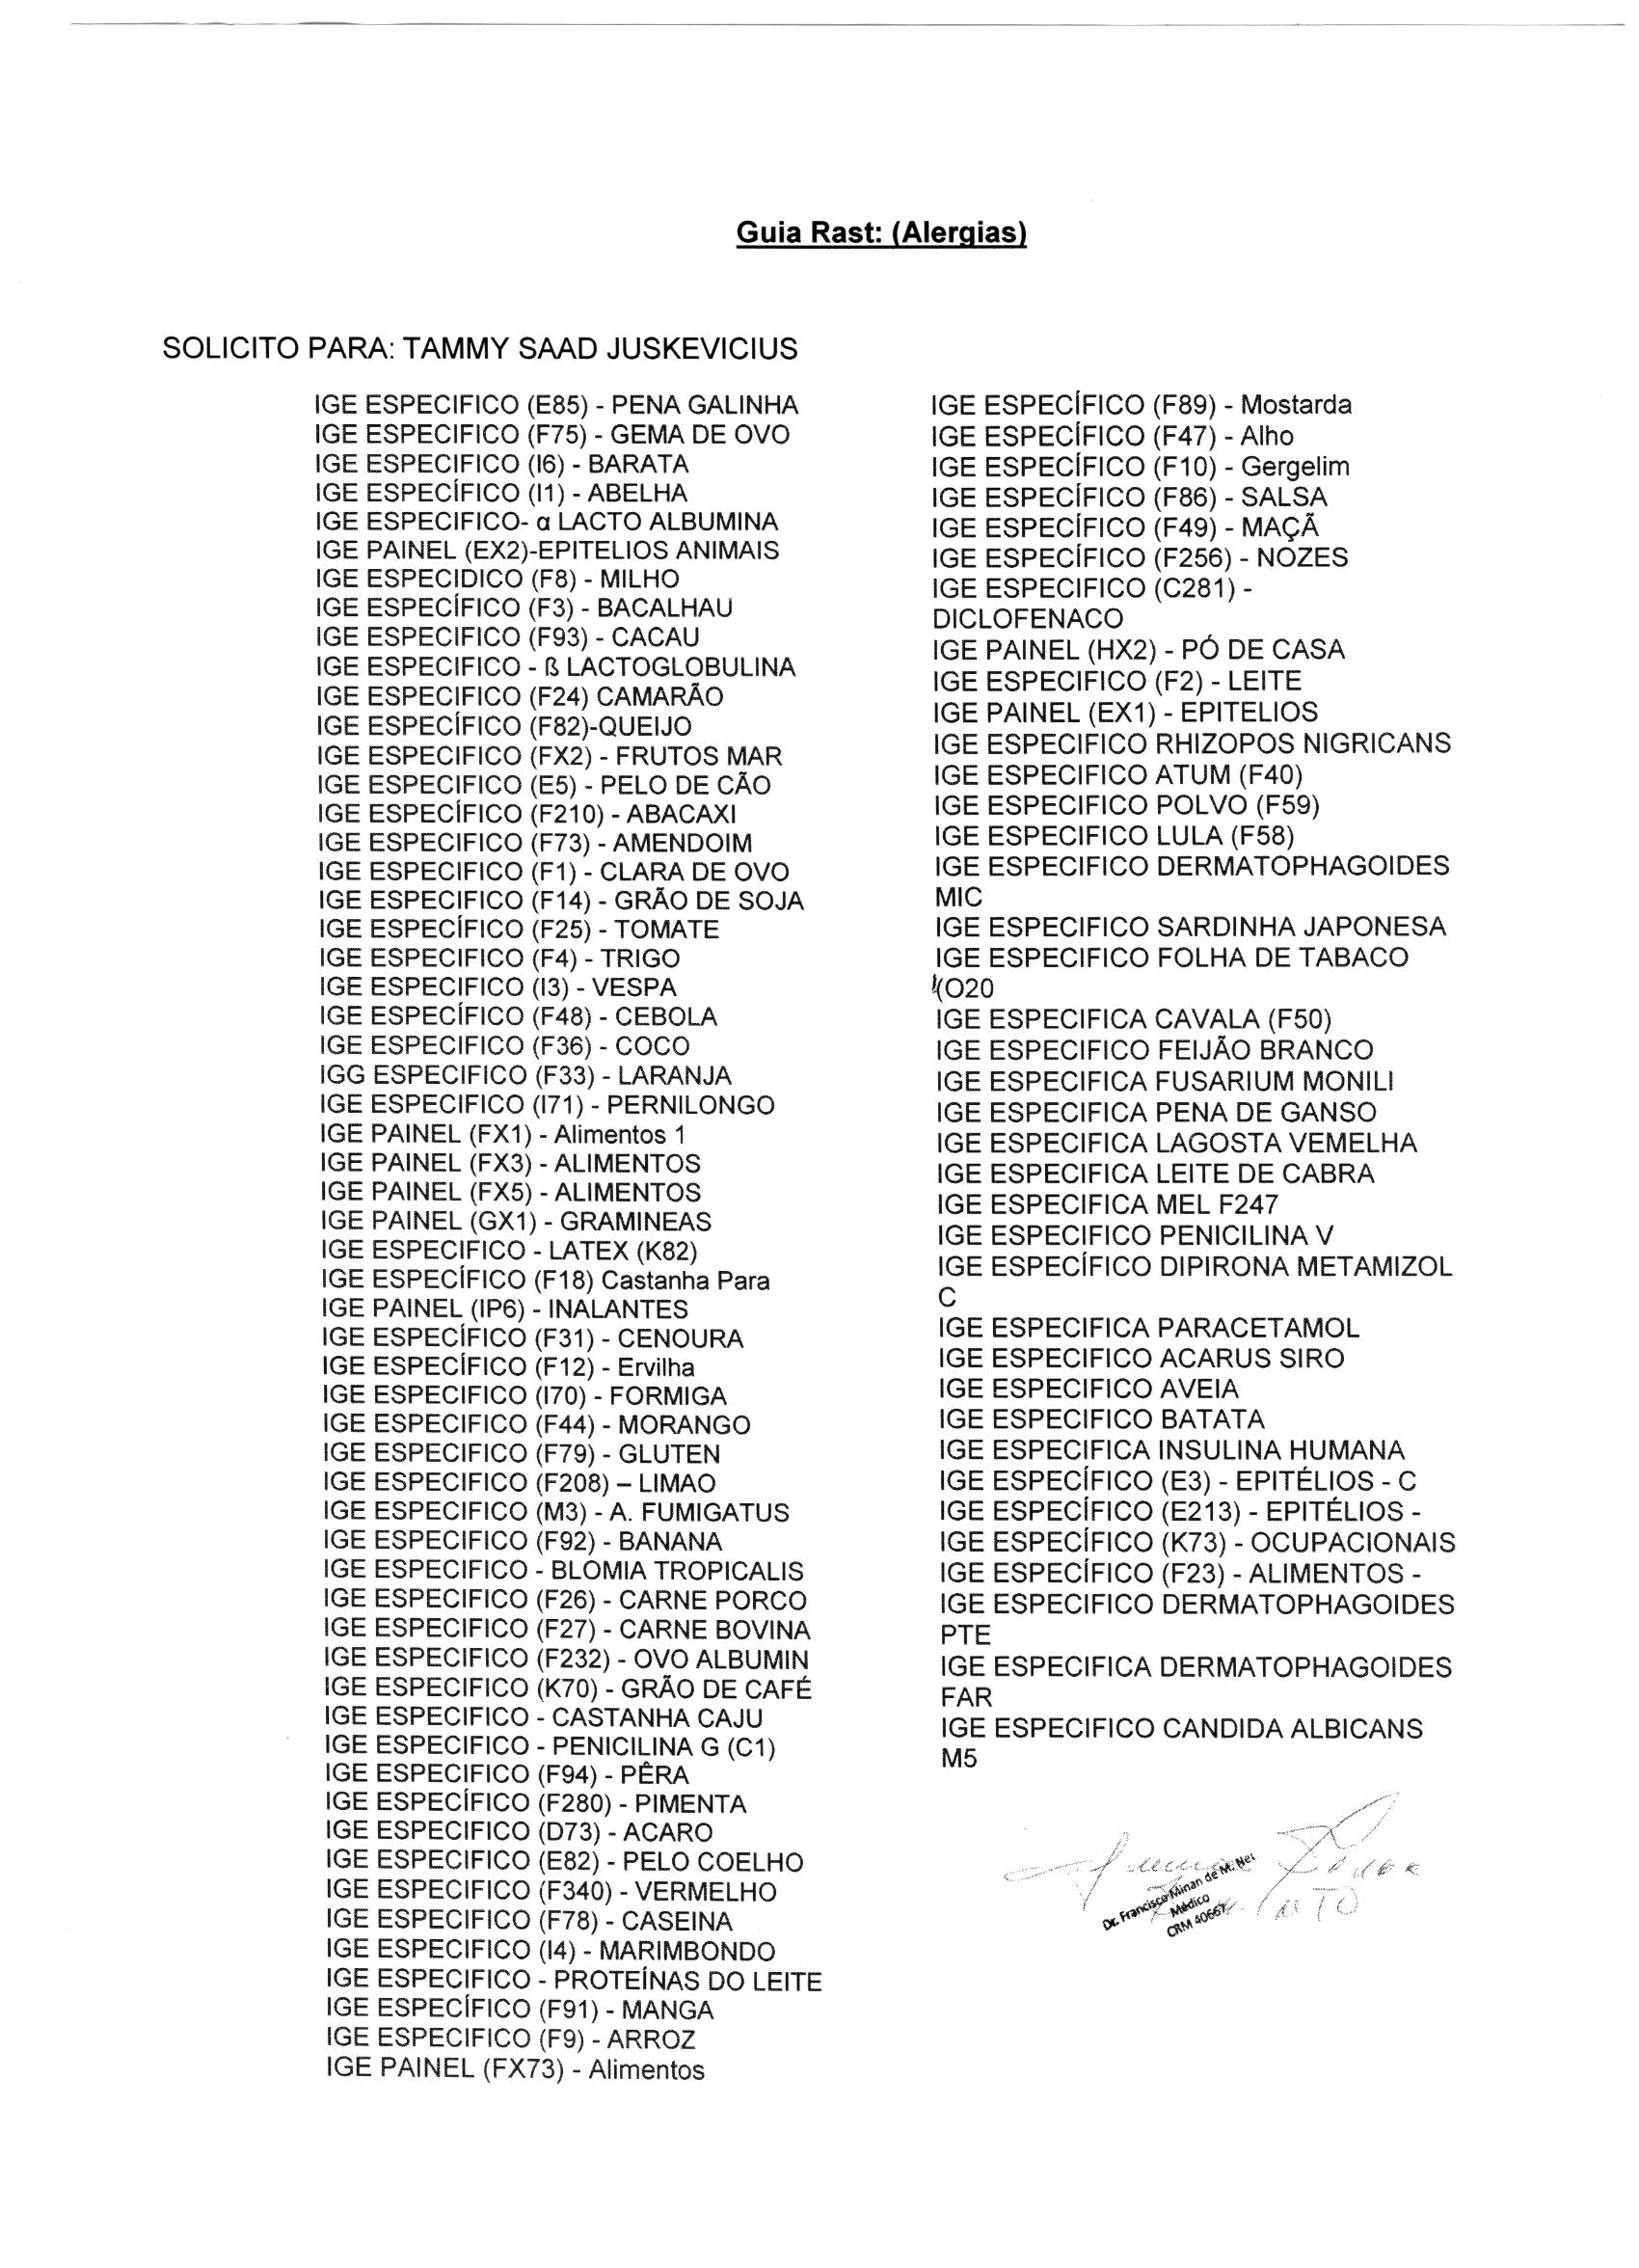 Guia Rast: (Alergias)
SOLICITO PARA: TAMMY SAAD JUSKEVICIUS
IGE ESPECIFICO (E85) - PENA GALINHA
IGE ESPECIFICO (F75) - GEMA DE OVO
IGE ESPECIFICO (I6) - BARATA
IGE ESPECÍFICO (I1) - ABELHA
IGE ESPECIFICO- α LACTO ALBUMINA
IGE PAINEL (EX2)-EPITELIOS ANIMAIS
IGE ESPECIDICO (F8) - MILHO
IGE ESPECÍFICO (F3) - BACALHAU
IGE ESPECIFICO (F93) - CACAU
IGE ESPECIFICO - ß LACTOGLOBULINA
IGE ESPECIFICO (F24) CAMARÃO
IGE ESPECÍFICO (F82)-QUEIJO
IGE ESPECIFICO (FX2) - FRUTOS MAR
IGE ESPECIFICO (E5) - PELO DE CÃO
IGE ESPECÍFICO (F210) - ABACAXI
IGE ESPECIFICO (F73) - AMENDOIM
IGE ESPECIFICO (F1) - CLARA DE OVO
IGE ESPECIFICO (F14) - GRÃO DE SOJA
IGE ESPECÍFICO (F25) - TOMATE
IGE ESPECIFICO (F4) - TRIGO
IGE ESPECIFICO (I3) - VESPA
IGE ESPECÍFICO (F48) - CEBOLA
IGE ESPECIFICO (F36) - COCO
IGG ESPECIFICO (F33) - LARANJA
IGE ESPECIFICO (I71) - PERNILONGO
IGE PAINEL (FX1) - Alimentos 1
IGE PAINEL (FX3) - ALIMENTOS
IGE PAINEL (FX5) - ALIMENTOS
IGE PAINEL (GX1) - GRAMINEAS
IGE ESPECIFICO - LATEX (K82)
IGE ESPECÍFICO (F18) Castanha Para
IGE PAINEL (IP6) - INALANTES
IGE ESPECÍFICO (F31) - CENOURA
IGE ESPECÍFICO (F12) - Ervilha
IGE ESPECIFICO (I70) - FORMIGA
IGE ESPECIFICO (F44) - MORANGO
IGE ESPECIFICO (F79) - GLUTEN
IGE ESPECIFICO (F208) – LIMAO
IGE ESPECIFICO (M3) - A. FUMIGATUS
IGE ESPECIFICO (F92) - BANANA
IGE ESPECIFICO - BLOMIA TROPICALIS
IGE ESPECIFICO (F26) - CARNE PORCO
IGE ESPECIFICO (F27) - CARNE BOVINA
IGE ESPECIFICO (F232) - OVO ALBUMIN
IGE ESPECIFICO (K70) - GRÃO DE CAFÉ
IGE ESPECIFICO - CASTANHA CAJU
IGE ESPECIFICO - PENICILINA G (C1)
IGE ESPECIFICO (F94) - PÊRA
IGE ESPECÍFICO (F280) - PIMENTA
IGE ESPECIFICO (D73) - ACARO
IGE ESPECIFICO (E82) - PELO COELHO
IGE ESPECIFICO (F340) - VERMELHO
IGE ESPECIFICO (F78) - CASEINA
IGE ESPECIFICO (I4) - MARIMBONDO
IGE ESPECIFICO - PROTEÍNAS DO LEITE
IGE ESPECÍFICO (F91) - MANGA
IGE ESPECIFICO (F9) - ARROZ
IGE PAINEL (FX73) - Alimentos
IGE ESPECÍFICO (F89) - Mostarda
IGE ESPECÍFICO (F47) - Alho
IGE ESPECÍFICO (F10) - Gergelim
IGE ESPECÍFICO (F86) - SALSA
IGE ESPECÍFICO (F49) - MAÇÃ
IGE ESPECÍFICO (F256) - NOZES
IGE ESPECIFICO (C281) -
DICLOFENACO
IGE PAINEL (HX2) - PÓ DE CASA
IGE ESPECIFICO (F2) - LEITE
IGE PAINEL (EX1) - EPITELIOS
IGE ESPECIFICO RHIZOPOS NIGRICANS
IGE ESPECIFICO ATUM (F40)
IGE ESPECIFICO POLVO (F59)
IGE ESPECIFICO LULA (F58)
IGE ESPECIFICO DERMATOPHAGOIDES
MIC
IGE ESPECIFICO SARDINHA JAPONESA
IGE ESPECIFICO FOLHA DE TABACO
(O20
IGE ESPECIFICA CAVALA (F50)
IGE ESPECIFICO FEIJÃO BRANCO
IGE ESPECIFICA FUSARIUM MONILI
IGE ESPECIFICA PENA DE GANSO
IGE ESPECIFICA LAGOSTA VEMELHA
IGE ESPECIFICA LEITE DE CABRA
IGE ESPECIFICA MEL F247
IGE ESPECIFICO PENICILINA V
IGE ESPECÍFICO DIPIRONA METAMIZOL
C
IGE ESPECIFICA PARACETAMOL
IGE ESPECIFICO ACARUS SIRO
IGE ESPECIFICO AVEIA
IGE ESPECIFICO BATATA
IGE ESPECIFICA INSULINA HUMANA
IGE ESPECÍFICO (E3) - EPITÉLIOS - C
IGE ESPECÍFICO (E213) - EPITÉLIOS -
IGE ESPECÍFICO (K73) - OCUPACIONAIS
IGE ESPECÍFICO (F23) - ALIMENTOS -
IGE ESPECIFICO DERMATOPHAGOIDES
PTE
IGE ESPECIFICA DERMATOPHAGOIDES
FAR
IGE ESPECIFICO CANDIDA ALBICANS
M5
Dr. Francisco Minan de M. Nei
Médico
CRM 40667